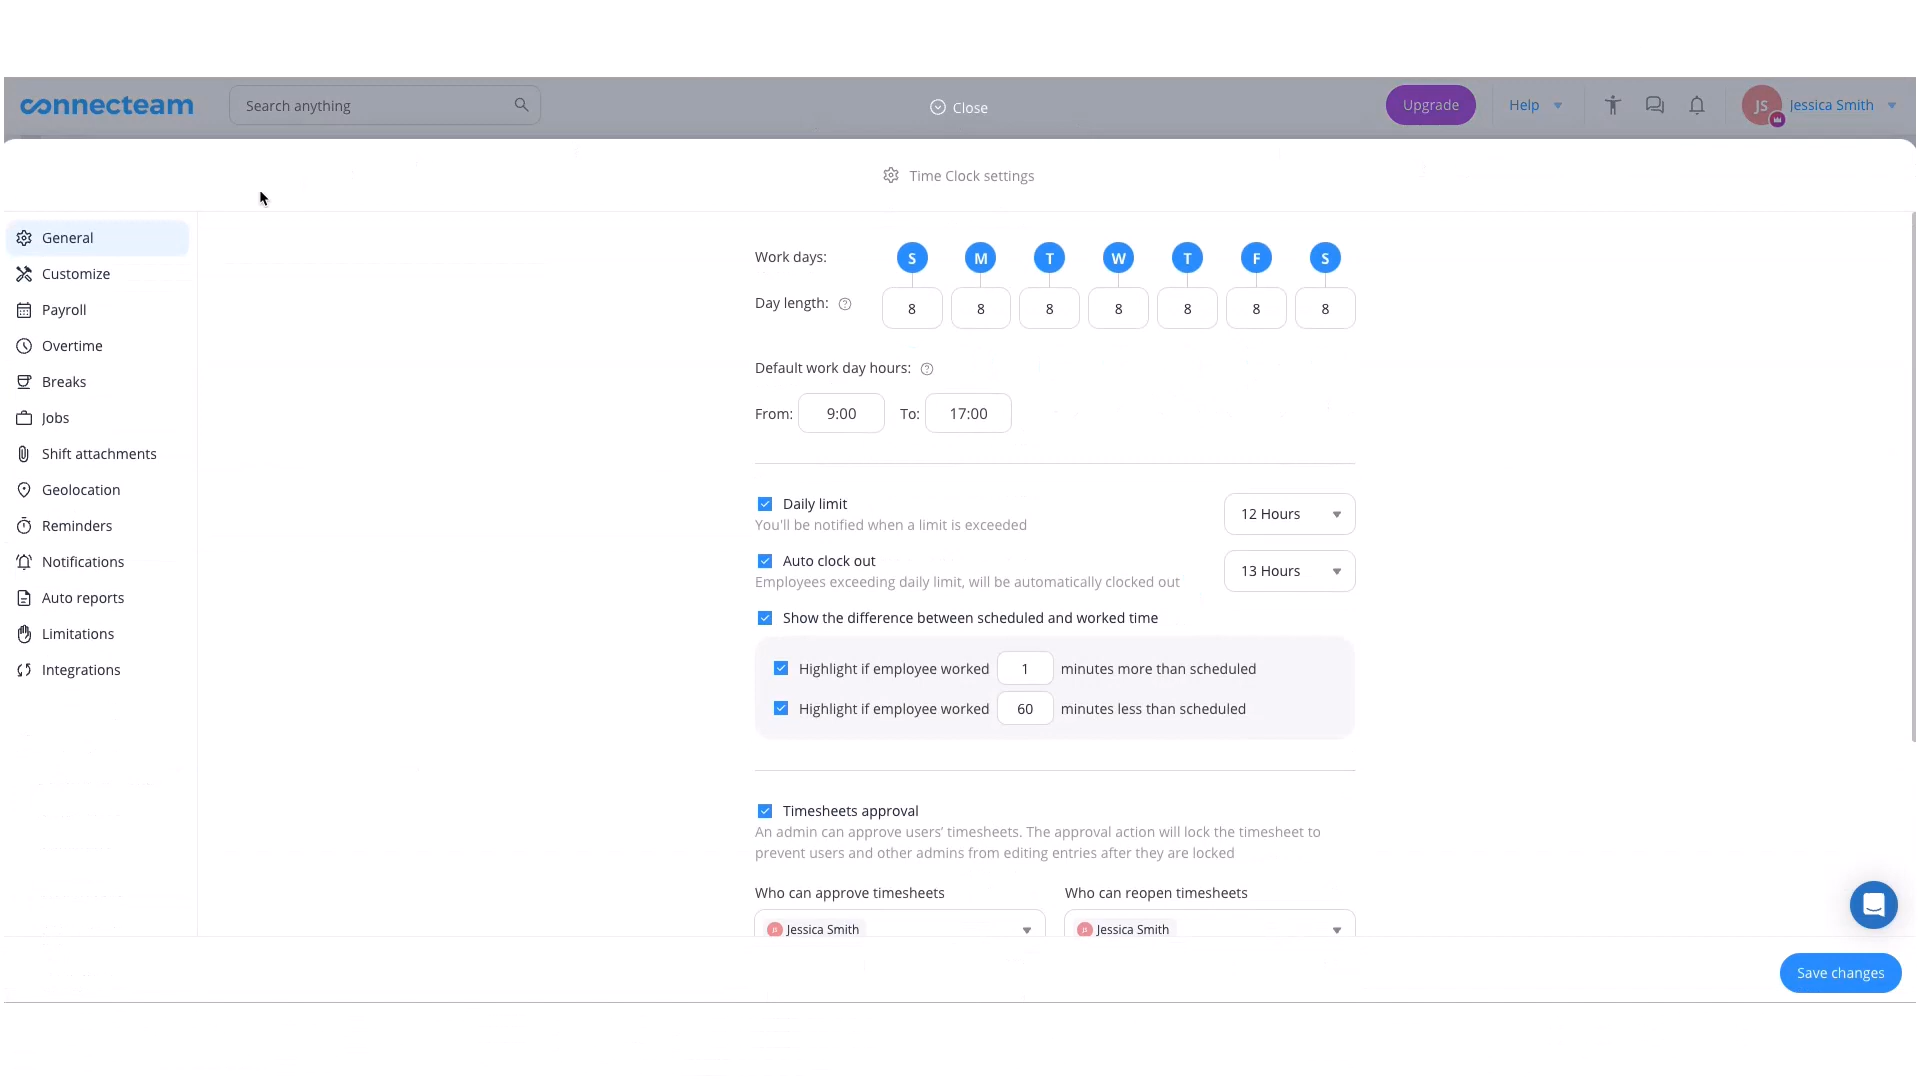 connecteam
Search anything
Close
Upgrade
Help
JS
Jessica Smith
Time Clock settings
General
Customize
Payroll
Overtime
Breaks
Jobs
Shift attachments
Geolocation
Reminders
Notifications
Auto reports
Limitations
Integrations
Work days: S M T W T F S
Day length: ? 8 8 8 8 8 8 8
Default work day hours: ?
From: 9:00 To: 17:00
Daily limit
You'll be notified when a limit is exceeded
12 Hours
Auto clock out
Employees exceeding daily limit, will be automatically clocked out
13 Hours
Show the difference between scheduled and worked time
Highlight if employee worked 1 minutes more than scheduled
Highlight if employee worked 60 minutes less than scheduled
Timesheets approval
An admin can approve users’ timesheets. The approval action will lock the timesheet to
prevent users and other admins from editing entries after they are locked
Who can approve timesheets Who can reopen timesheets
JS Jessica Smith JS Jessica Smith
Save changes